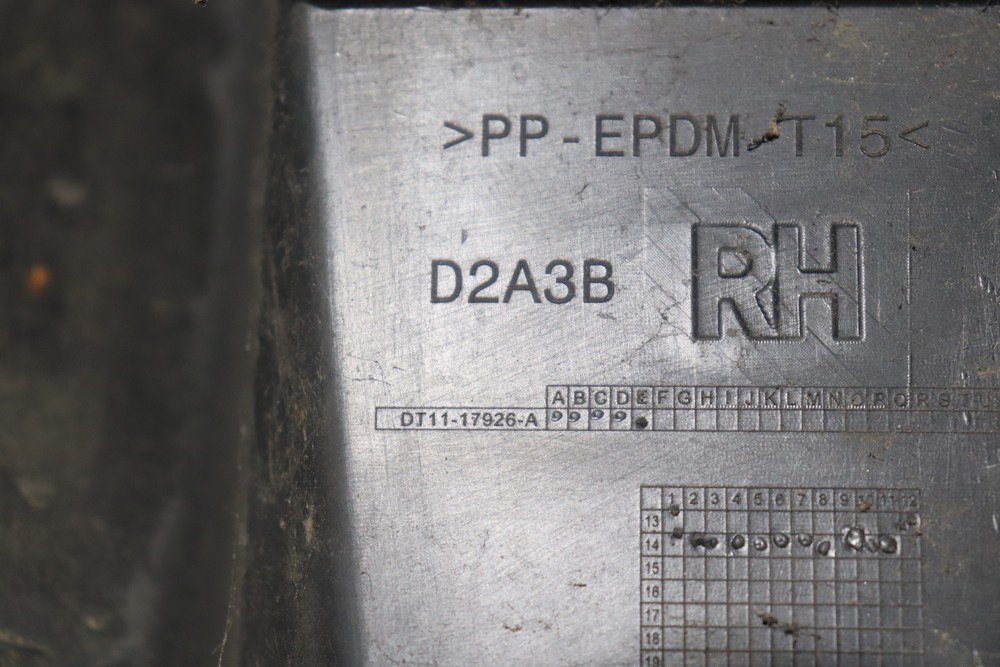 >PP-EPDM-T15<
D2A3B RH
A B C D E F G H I J K L M N O P Q R S T U
DT11-17926-A
1 2 3 4 5 6 7 8 9 10 11 12
13
14
15
16
17
18
19